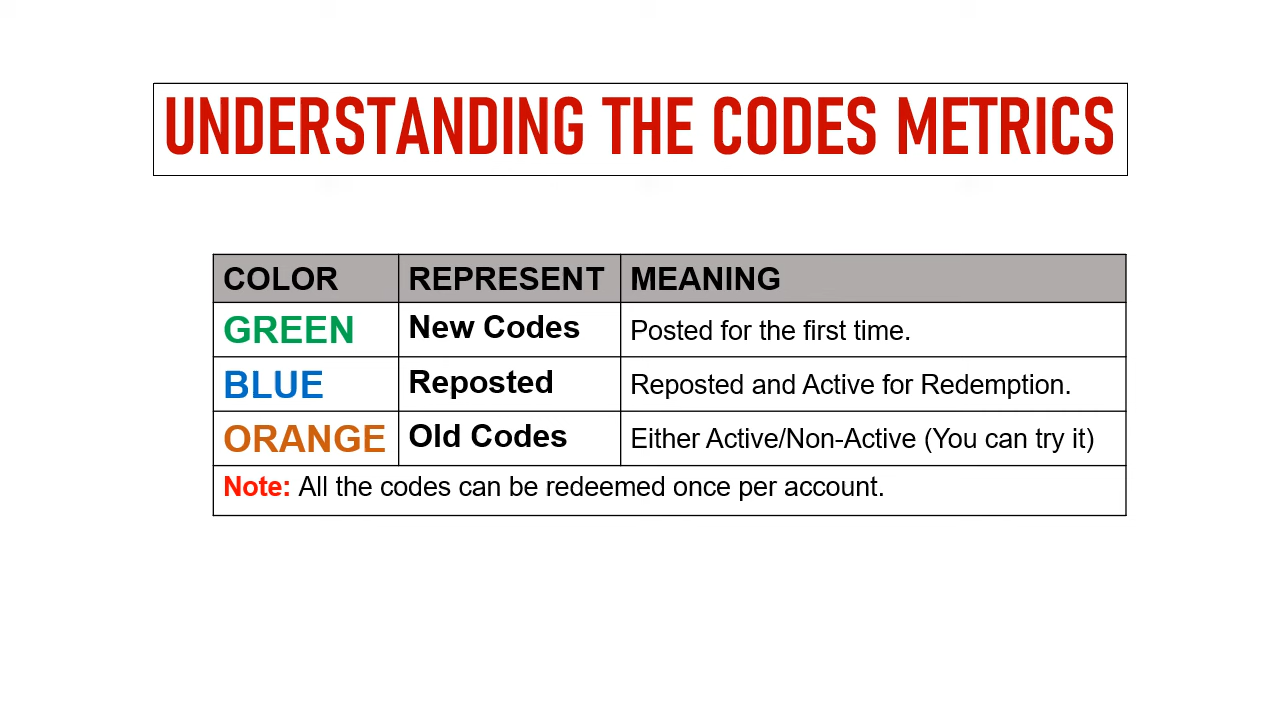 UNDERSTANDING THE CODES METRICS
COLOR REPRESENT MEANING
GREEN New Codes Posted for the first time.
BLUE Reposted Reposted and Active for Redemption.
ORANGE Old Codes Either Active/Non-Active (You can try it)
Note: All the codes can be redeemed once per account.